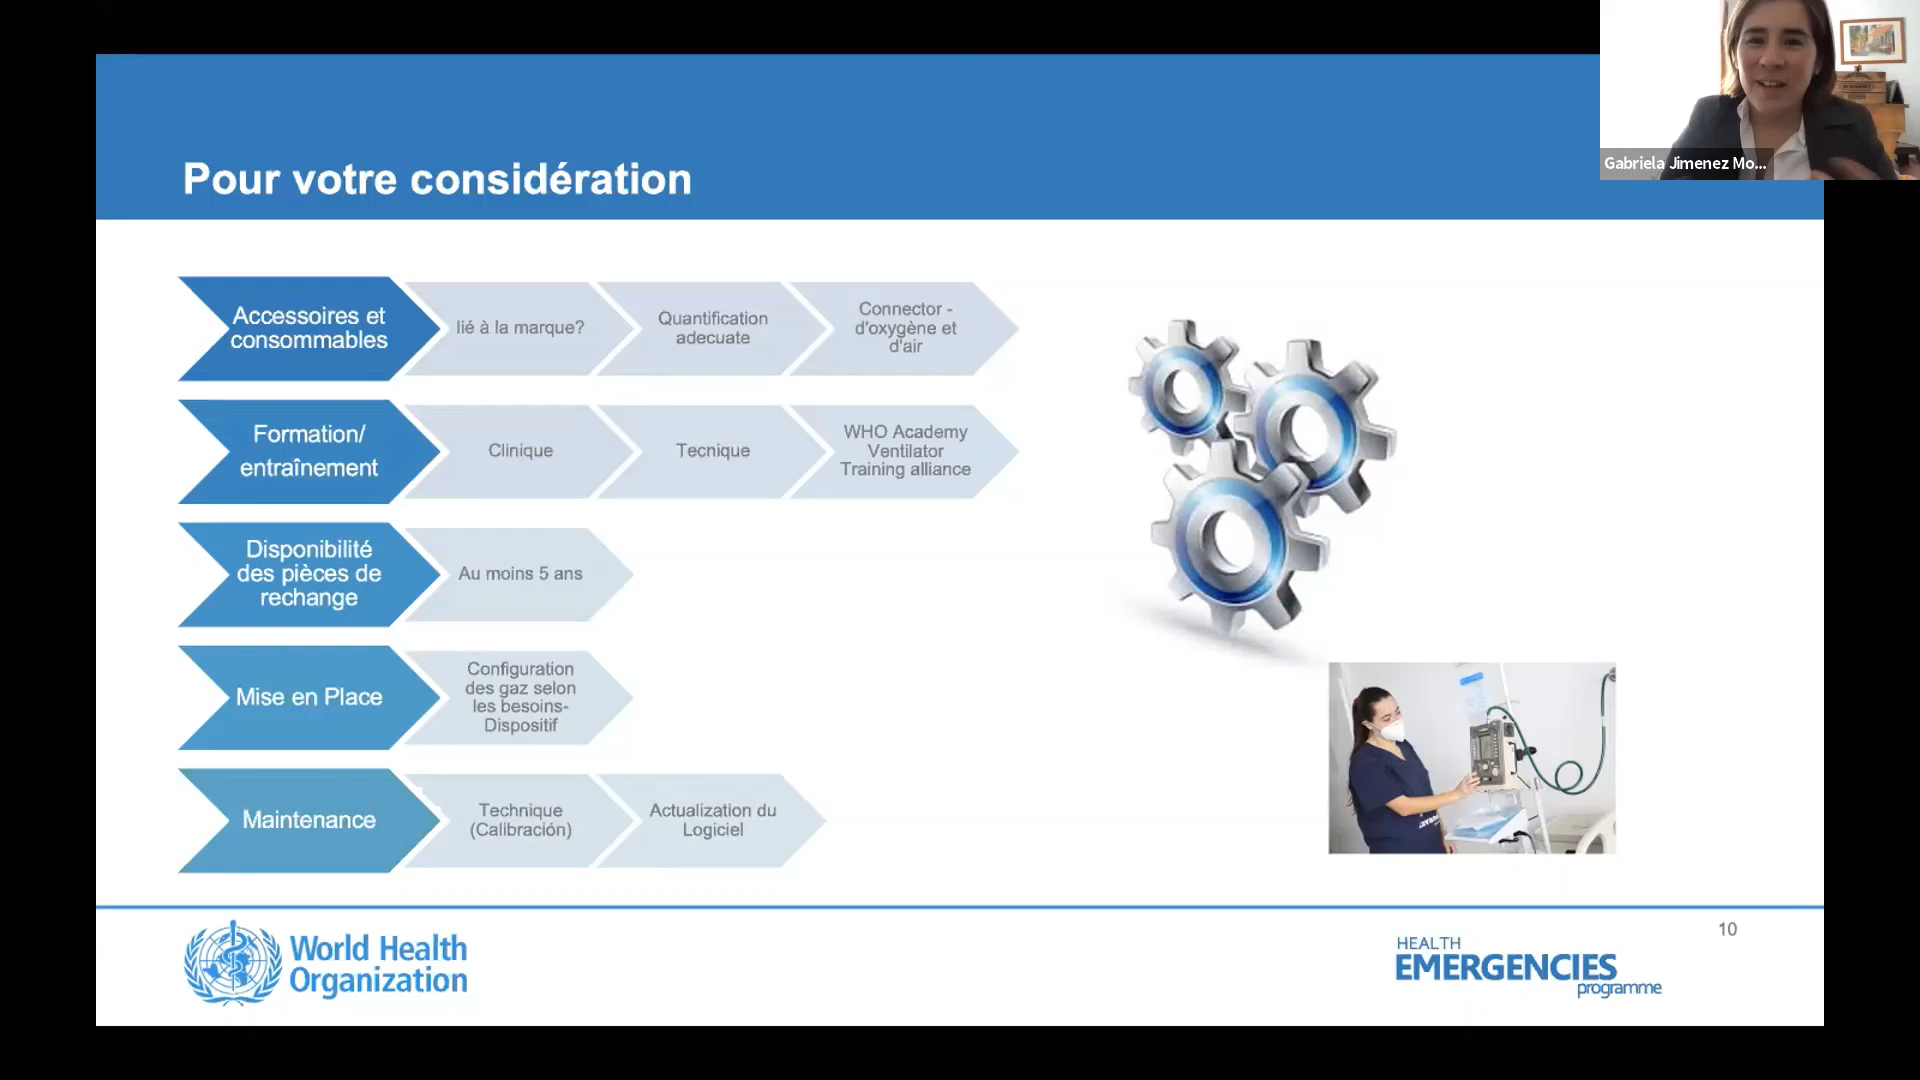 Gabriela Jimenez Mo...
Pour votre considération
Accessoires et
consommables
lié à la marque?
Quantification
adecuate
Connector -
d'oxygène et
d'air
Formation/
entraînement
Clinique
Tecnique
WHO Academy
Ventilator
Training alliance
Disponibilité
des pièces de
rechange
Au moins 5 ans
Mise en Place
Configuration
des gaz selon
les besoins-
Dispositif
Maintenance
Technique
(Calibración)
Actualization du
Logiciel
World Health
Organization
HEALTH
EMERGENCIES
programme
10